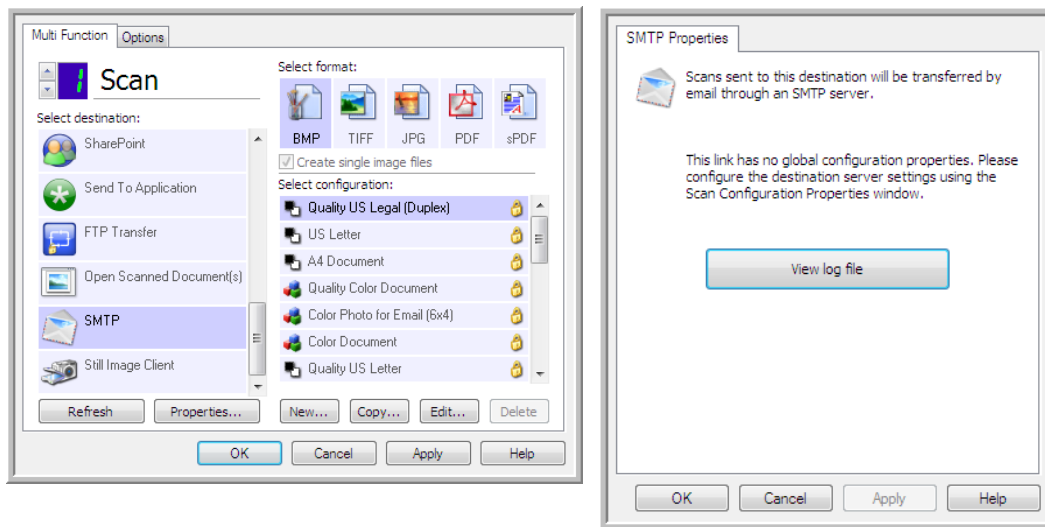 Multi Function
Options
1
Scan
Select destination:
SharePoint
Send To Application
FTP Transfer
Open Scanned Document(s)
SMTP
Still Image Client
Refresh
Properties...
Select format:
BMP
TIFF
JPG
PDF
sPDF
Create single image files
Select configuration:
Quality US Legal (Duplex)
US Letter
A4 Document
Quality Color Document
Color Photo for Email (6x4)
Color Document
Quality US Letter
New...
Copy...
Edit...
Delete
OK
Cancel
Apply
Help
SMTP Properties
Scans sent to this destination will be transferred by
email through an SMTP server.
This link has no global configuration properties. Please
configure the destination server settings using the
Scan Configuration Properties window.
View log file
OK
Cancel
Apply
Help